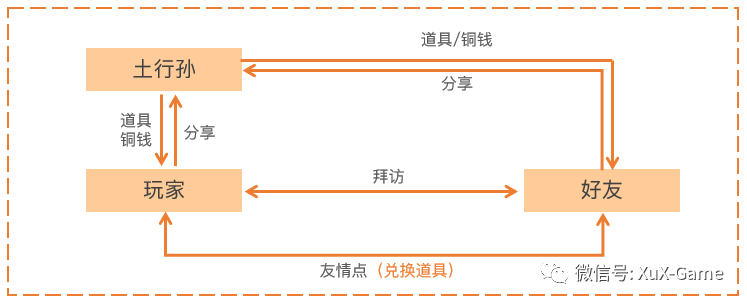 道具/铜钱
土行孙
分享
道具
铜钱
分享
玩家
拜访
好友
友情点（兑换道具）
微信号: XuX-Game